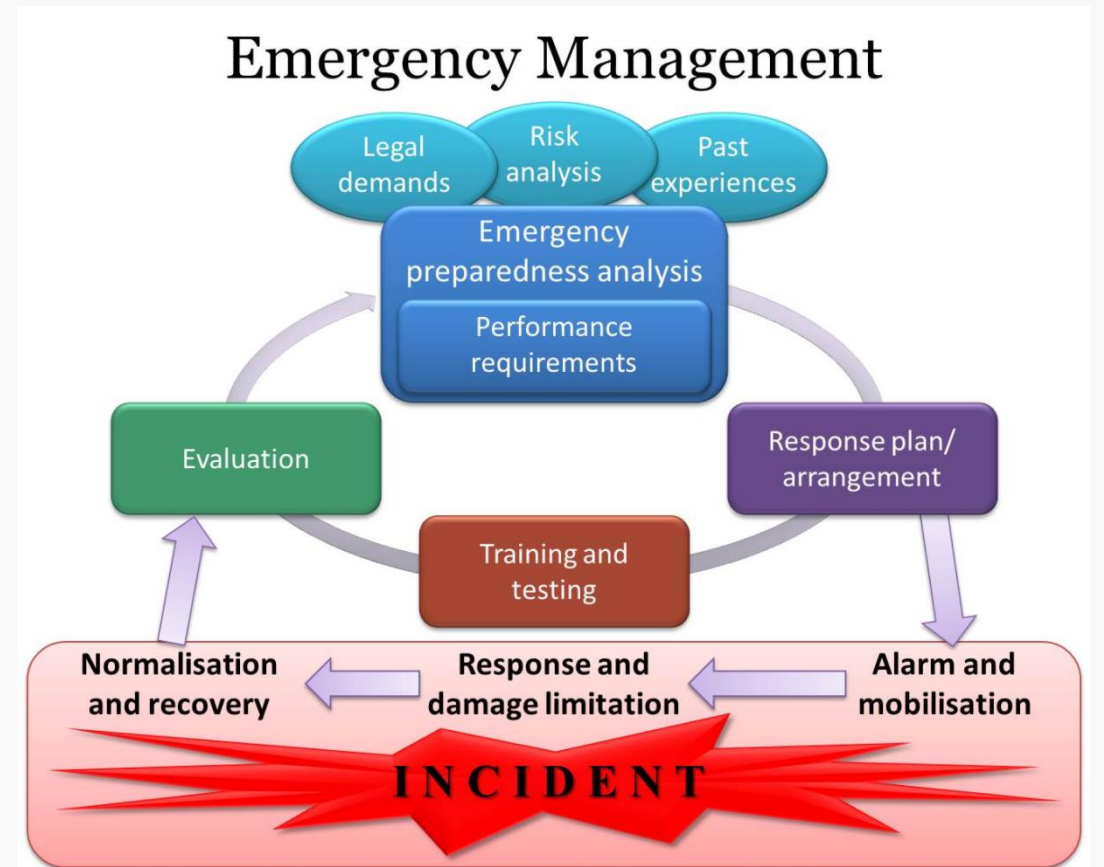 Emergency Management
Legal
demands
Risk
analysis
Past
experiences
Emergency
preparedness analysis
Performance
requirements
Evaluation
Response plan/
arrangement
Training and
testing
Normalisation
and recovery
Response and
damage limitation
Alarm and
mobilisation
INCIDENT